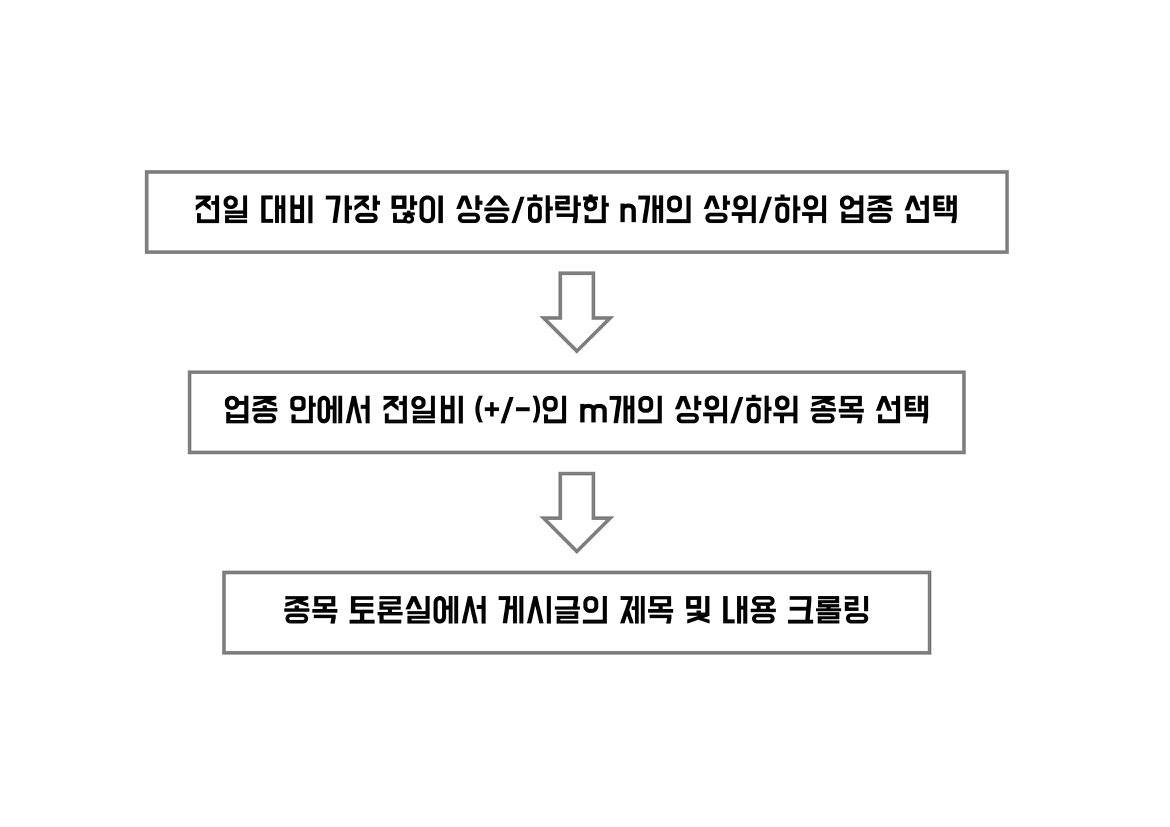 전일 대비 가장 많이 상승/하락한 n개의 상위/하위 업종 선택
업종 안에서 전일비 (+/-)인 m개의 상위/하위 종목 선택
종목 토론실에서 게시글의 제목 및 내용 크롤링